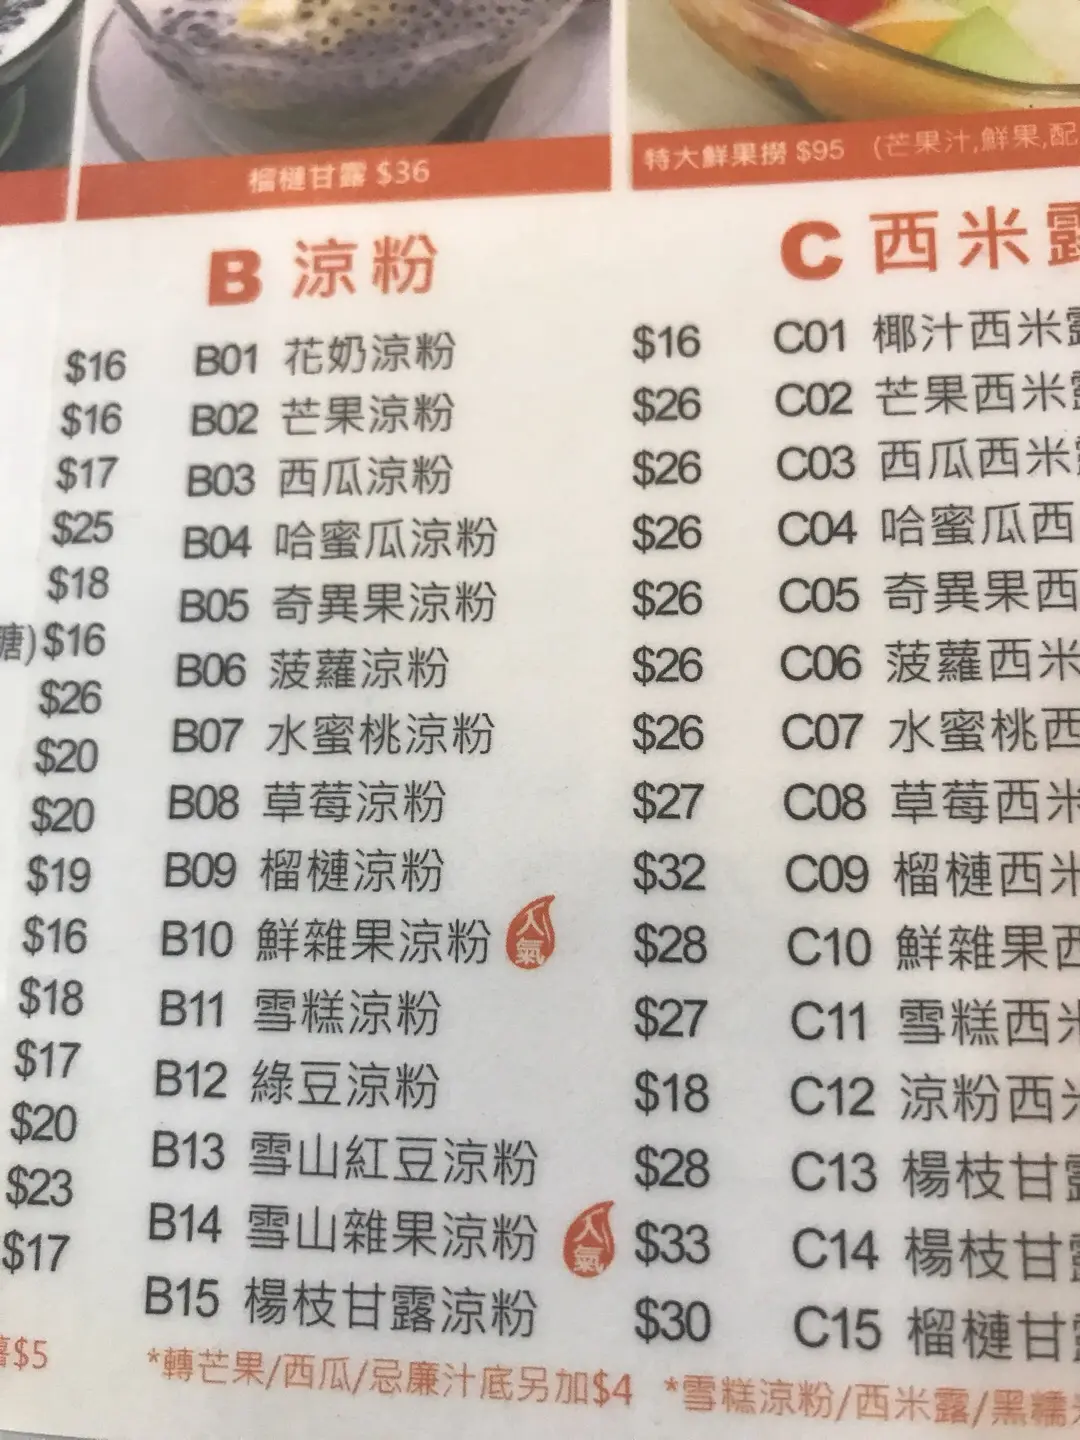 榴槤甘露 $36
特大鮮果撈 $95 (芒果汁,鮮果,配
B 涼粉
$16
$16
$17
$25
$18
糖)$16
$26
$20
$20
$19
$16
$18
$17
$20
$23
$17
$5
B01 花奶涼粉 $16
B02 芒果涼粉 $26
B03 西瓜涼粉 $26
B04 哈蜜瓜涼粉 $26
B05 奇異果涼粉 $26
B06 菠蘿涼粉 $26
B07 水蜜桃涼粉 $26
B08 草莓涼粉 $27
B09 榴槤涼粉 $32
B10 鮮雜果涼粉 人氣 $28
B11 雪糕涼粉 $27
B12 綠豆涼粉 $18
B13 雪山紅豆涼粉 $28
B14 雪山雜果涼粉 人氣 $33
B15 楊枝甘露涼粉 $30
*轉芒果/西瓜/忌廉汁底另加$4
C 西米露
C01 椰汁西米露
C02 芒果西米露
C03 西瓜西米露
C04 哈蜜瓜西
C05 奇異果西
C06 菠蘿西米
C07 水蜜桃西
C08 草莓西米
C09 榴槤西米
C10 鮮雜果西
C11 雪糕西米
C12 涼粉西米
C13 楊枝甘露
C14 楊枝甘露
C15 榴槤甘露
*雪糕涼粉/西米露/黑糯米